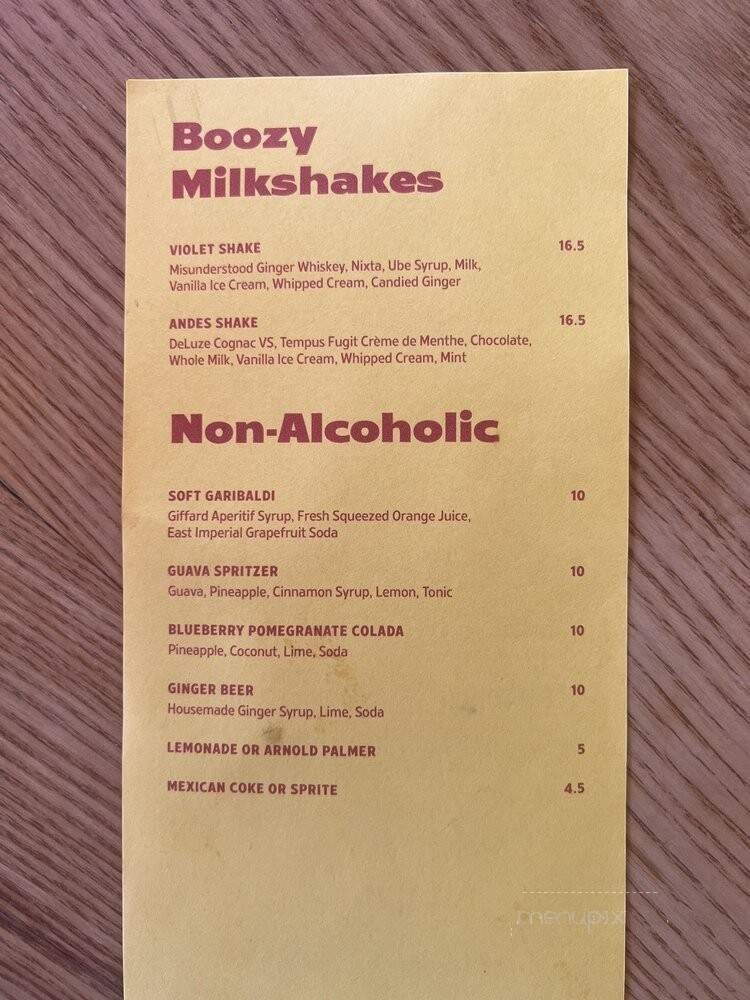 Boozy
Milkshakes
VIOLET SHAKE 16.5
Misunderstood Ginger Whiskey, Nixta, Ube Syrup, Milk,
Vanilla Ice Cream, Whipped Cream, Candied Ginger
ANDES SHAKE 16.5
DeLuze Cognac VS, Tempus Fugit Crème de Menthe, Chocolate,
Whole Milk, Vanilla Ice Cream, Whipped Cream, Mint
Non-Alcoholic
SOFT GARIBALDI 10
Giffard Aperitif Syrup, Fresh Squeezed Orange Juice,
East Imperial Grapefruit Soda
GUAVA SPRITZER 10
Guava, Pineapple, Cinnamon Syrup, Lemon, Tonic
BLUEBERRY POMEGRANATE COLADA 10
Pineapple, Coconut, Lime, Soda
GINGER BEER 10
Housemade Ginger Syrup, Lime, Soda
LEMONADE OR ARNOLD PALMER 5
MEXICAN COKE OR SPRITE 4.5
menupix